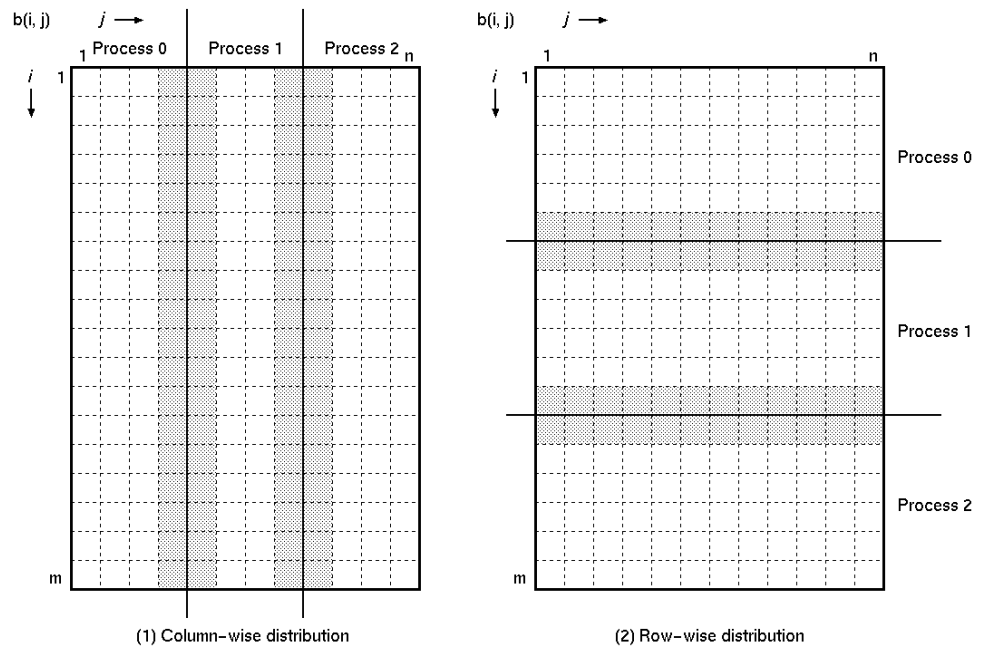 b(i, j)
j
Process 0
Process 1
Process 2
1
n
i
1
m
(1) Column-wise distribution
b(i, j)
j
1
n
i
1
Process 0
Process 1
Process 2
m
(2) Row-wise distribution